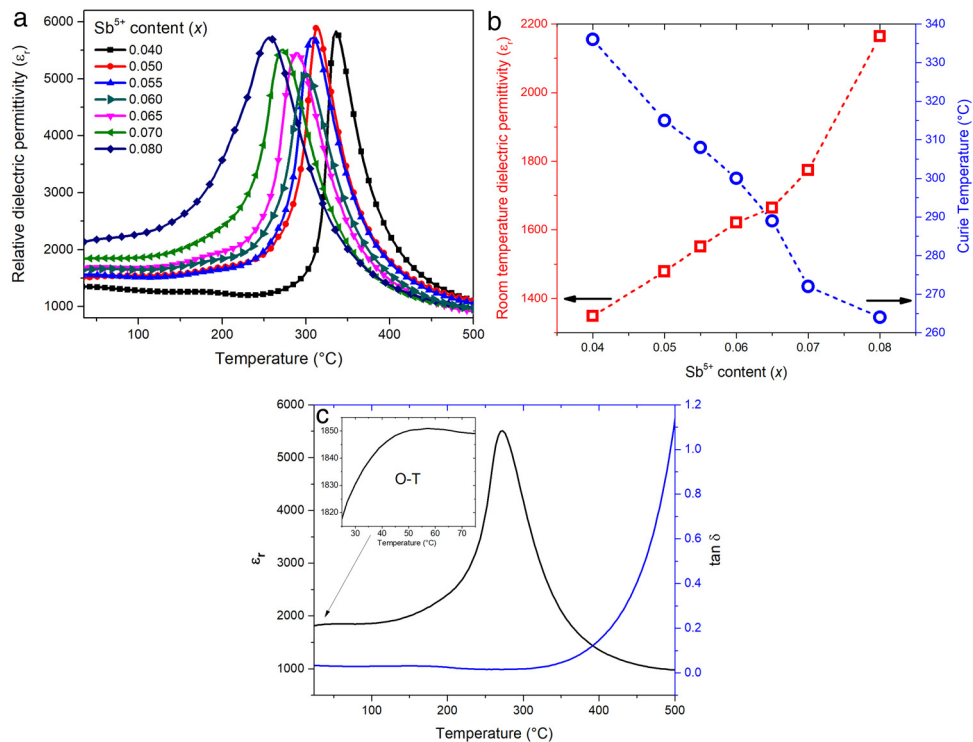 a
Relative dielectric permittivity (εᵣ)
6000
5000
4000
3000
2000
1000
Sb⁵⁺ content (x)
0.040
0.050
0.055
0.060
0.065
0.070
0.080
100 200 300 400 500
Temperature (°C)
b
Room temperature dielectric permittivity (εᵣ)
2200
2000
1800
1600
1400
340
330
320
310
300
290
280
270
260
Curie Temperature (°C)
0.04 0.05 0.06 0.07 0.08
Sb⁵⁺ content (x)
c
εᵣ
6000
5000
4000
3000
2000
1000
1850
1840
1830
1820
O-T
30 40 50 60 70
Temperature (°C)
1.2
1.0
0.8
0.6
0.4
0.2
0.0
tan δ
100 200 300 400 500
Temperature (°C)